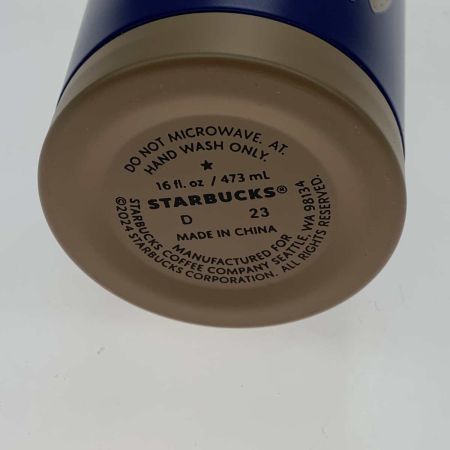 DO NOT MICROWAVE. AT.
HAND WASH ONLY.
★
16 fl. oz / 473 mL
STARBUCKS®
D 23
MADE IN CHINA
MANUFACTURED FOR
STARBUCKS COFFEE COMPANY SEATTLE, WA 98134
©2024 STARBUCKS CORPORATION. ALL RIGHTS RESERVED.